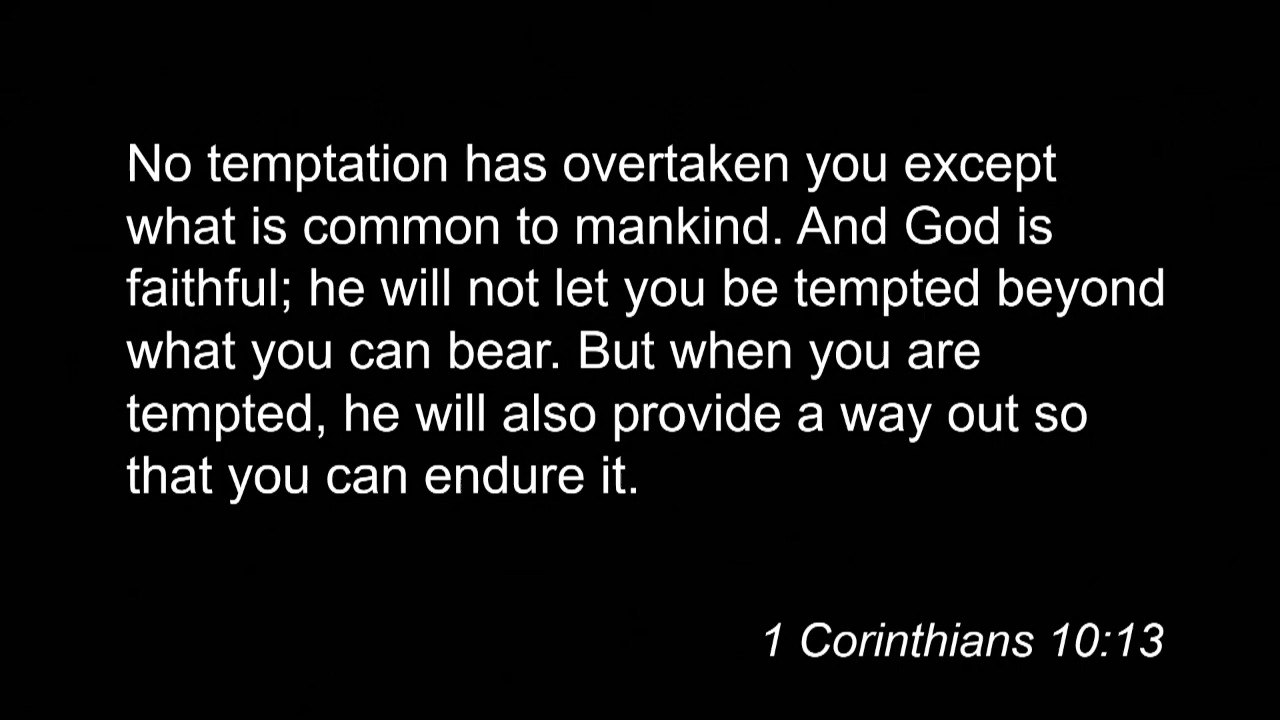 No temptation has overtaken you except
what is common to mankind. And God is
faithful; he will not let you be tempted beyond
what you can bear. But when you are
tempted, he will also provide a way out so
that you can endure it.
1 Corinthians 10:13